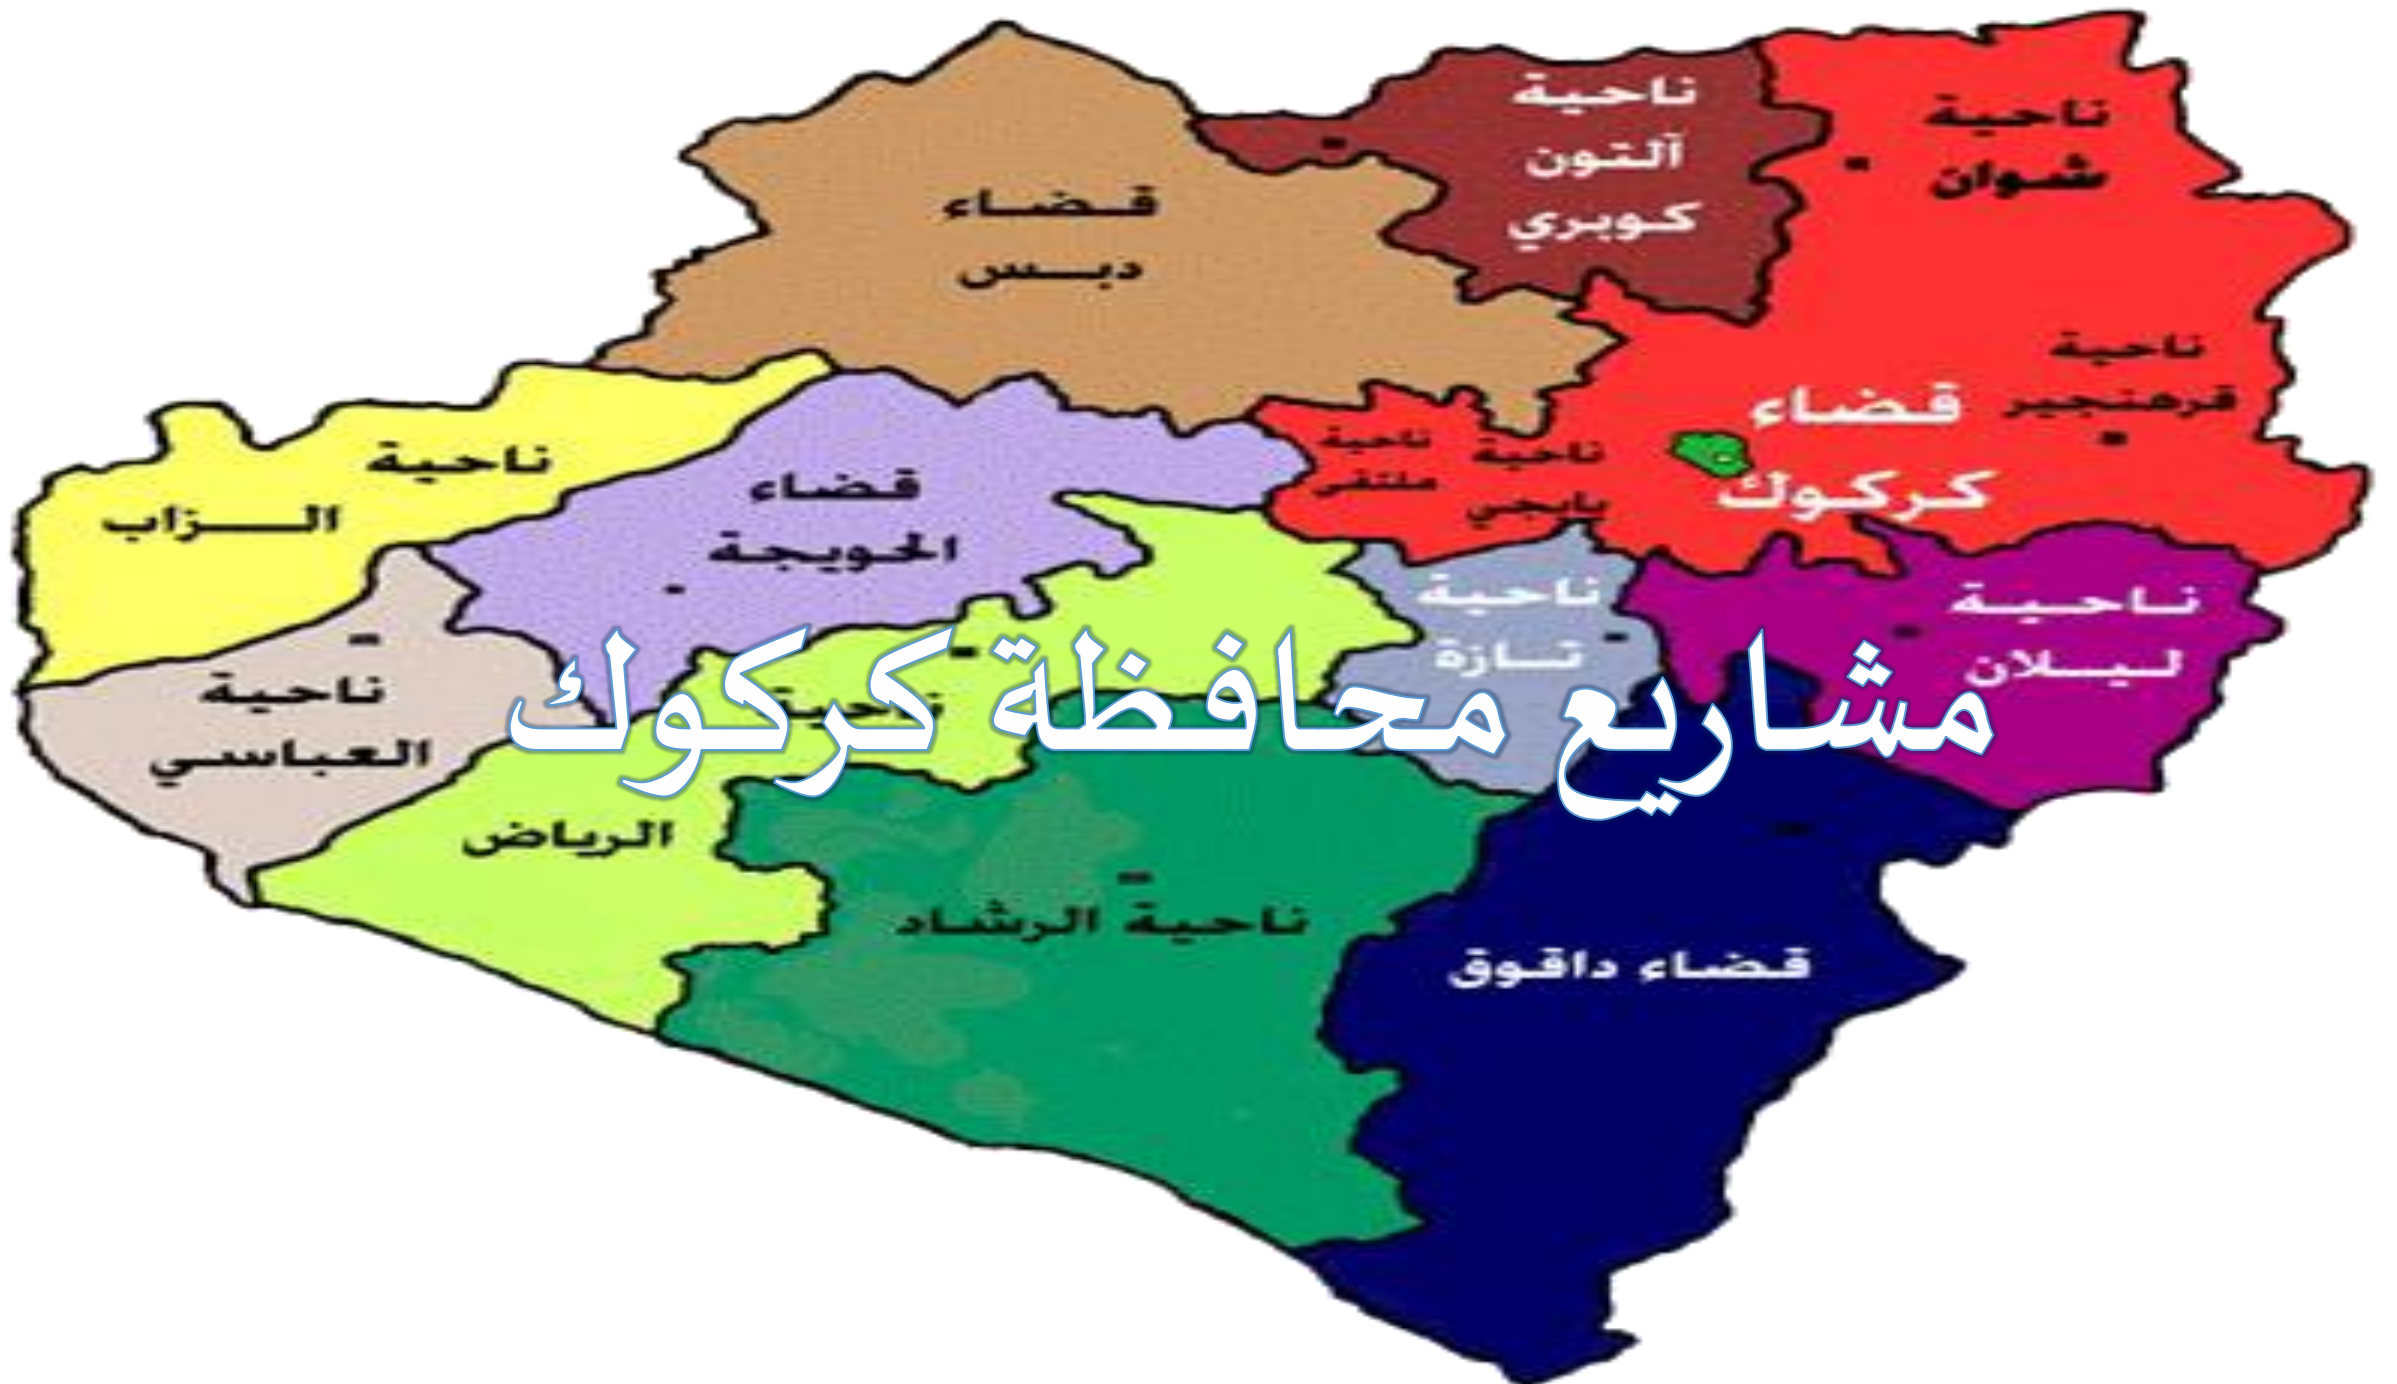 ناحية
آلتون
كوبري
ناحية
شوان
قضاء
دبس
ناحية
قرهنجير
قضاء
كركوك
ناحية
ملتقى
ناحية
يايجي
ناحية
الزاب
قضاء
الحويجة
ناحية
تازة
ناحية
ليلان
ناحية
العباسي
ناحية
الرياض
مشاريع محافظة كركوك
ناحية الرشاد
قضاء داقوق